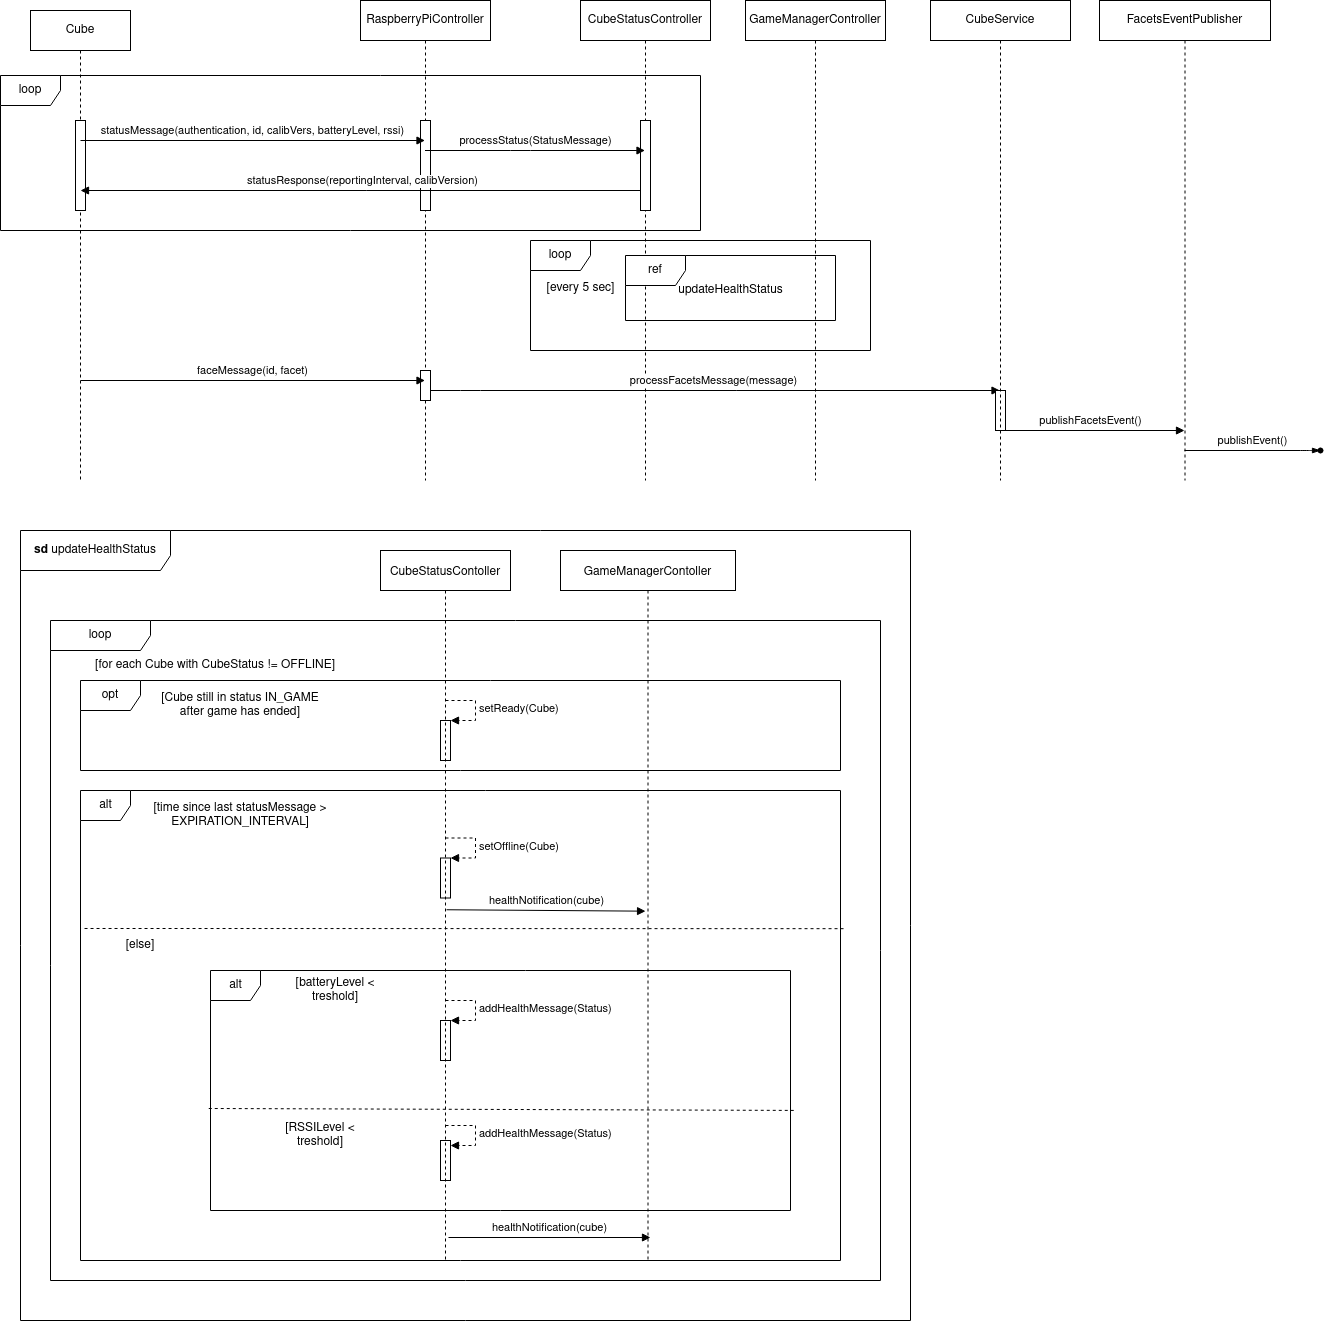 Cube
RaspberryPiController
CubeStatusController
GameManagerController
CubeService
FacetsEventPublisher
loop
statusMessage(authentication, id, calibVers, batteryLevel, rssi)
processStatus(StatusMessage)
statusResponse(reportingInterval, calibVersion)
loop
ref
[every 5 sec]
updateHealthStatus
faceMessage(id, facet)
processFacetsMessage(message)
publishFacetsEvent()
publishEvent()
sd updateHealthStatus
CubeStatusContoller
GameManagerContoller
loop
[for each Cube with CubeStatus != OFFLINE]
opt
[Cube still in status IN_GAME
after game has ended]
setReady(Cube)
alt
[time since last statusMessage >
EXPIRATION_INTERVAL]
setOffline(Cube)
healthNotification(cube)
[else]
alt
[batteryLevel <
treshold]
addHealthMessage(Status)
[RSSILevel <
treshold]
addHealthMessage(Status)
healthNotification(cube)